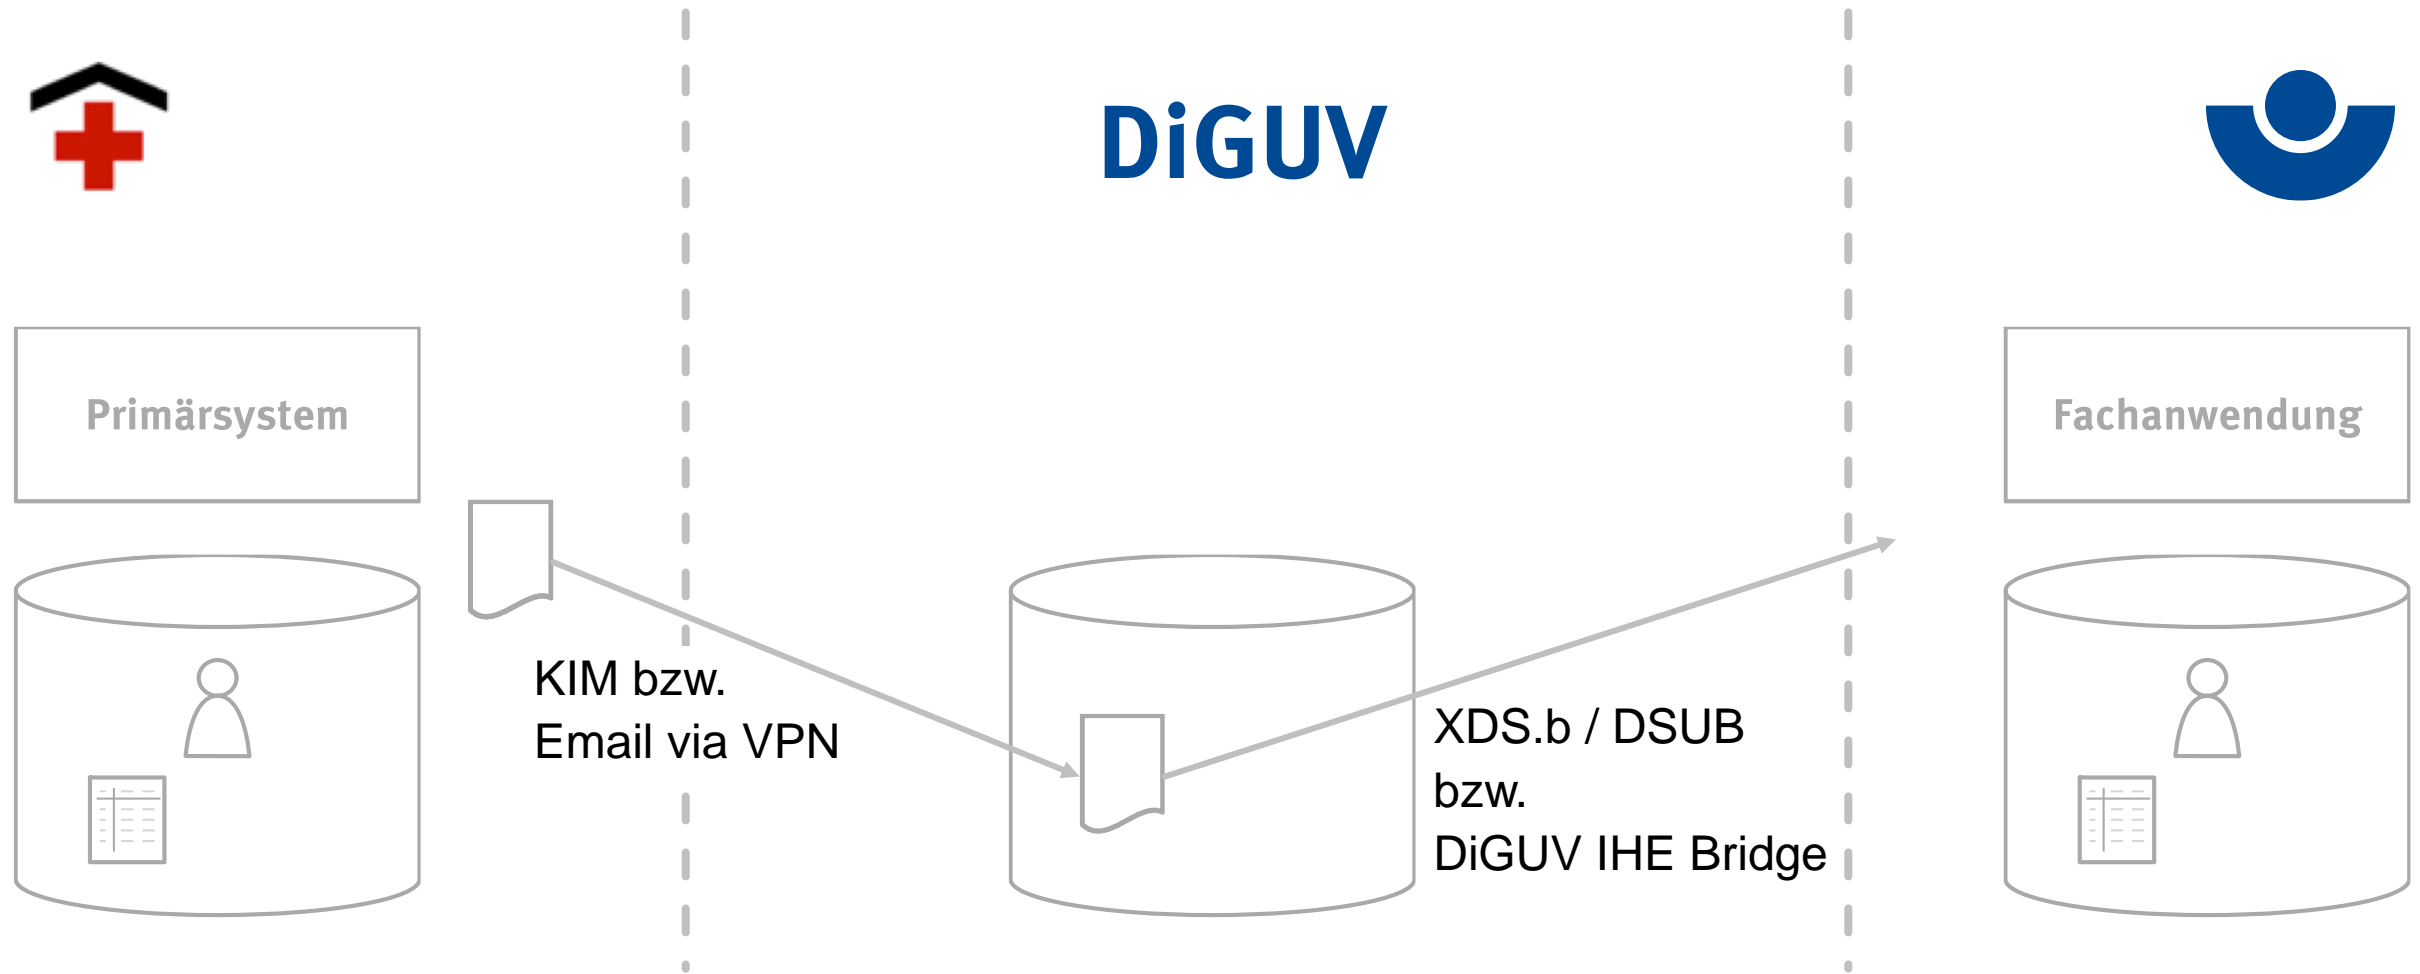 DiGUV
Primärsystem
Fachanwendung
KIM bzw.
Email via VPN
XDS.b / DSUB
bzw.
DiGUV IHE Bridge